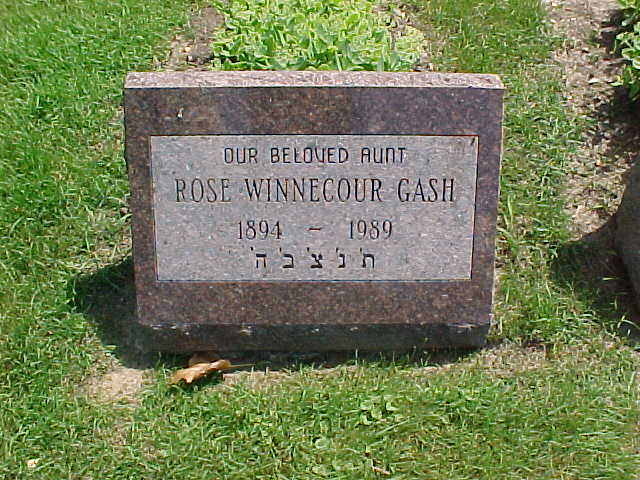 OUR BELOVED AUNT
ROSE WINNECOUR GASH
1894 - 1989
ת' נ' צ' ב' ה'